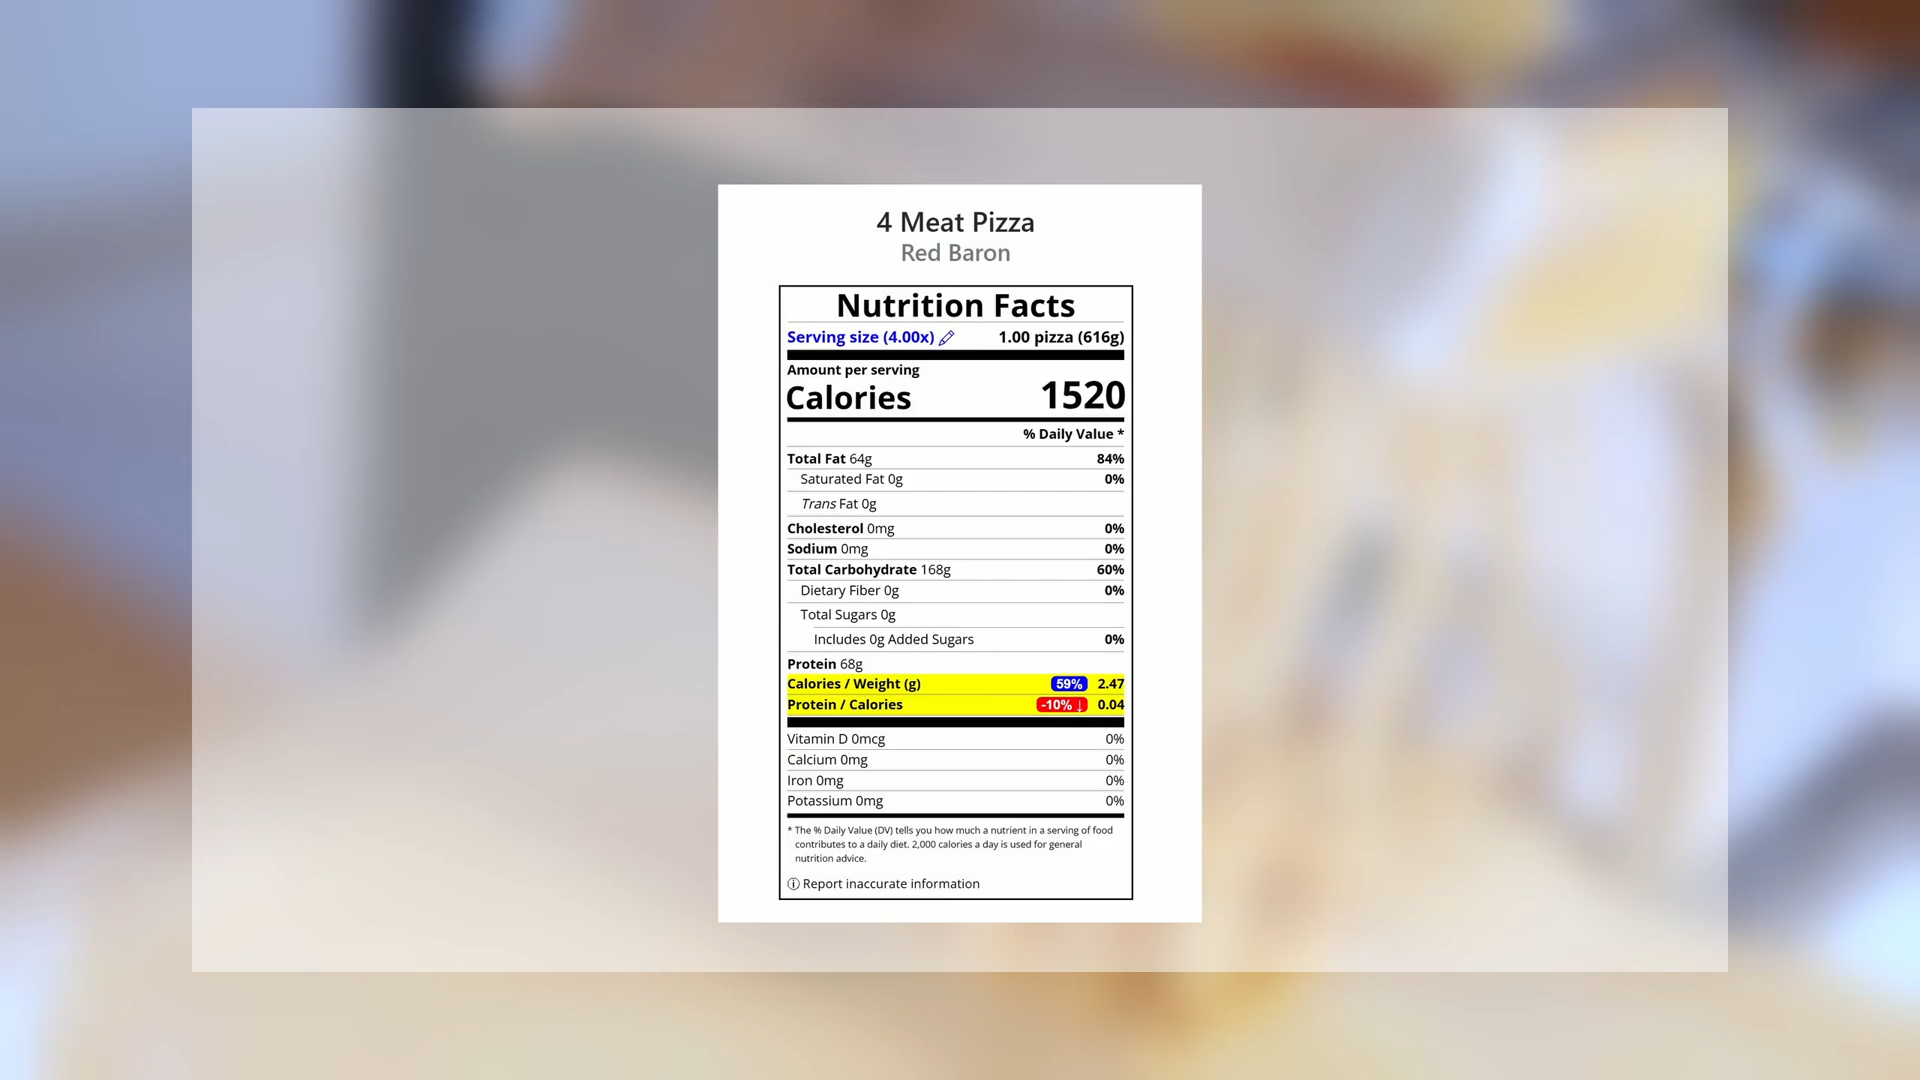 4 Meat Pizza
Red Baron
Nutrition Facts
Serving size (4.00x) 1.00 pizza (616g)
Amount per serving
Calories 1520
% Daily Value *
Total Fat 64g 84%
Saturated Fat 0g 0%
Trans Fat 0g
Cholesterol 0mg 0%
Sodium 0mg 0%
Total Carbohydrate 168g 60%
Dietary Fiber 0g 0%
Total Sugars 0g
Includes 0g Added Sugars 0%
Protein 68g
Calories / Weight (g) 59% 2.47
Protein / Calories -10% ↓ 0.04
Vitamin D 0mcg 0%
Calcium 0mg 0%
Iron 0mg 0%
Potassium 0mg 0%
* The % Daily Value (DV) tells you how much a nutrient in a serving of food
contributes to a daily diet. 2,000 calories a day is used for general
nutrition advice.
ⓘ Report inaccurate information